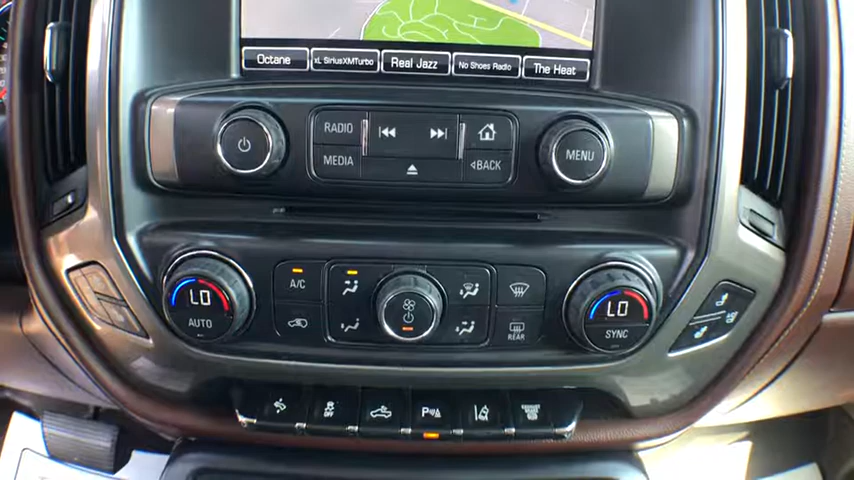 Octane
xL SiriusXMTurbo
Real Jazz
No Shoes Radio
The Heat
RADIO
MEDIA
BACK
MENU
A/C
LO
AUTO
REAR
LO
SYNC
OFF
P